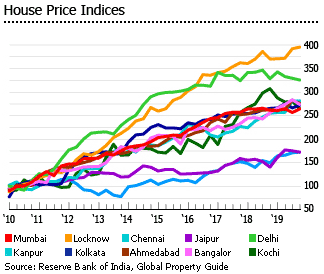 House Price Indices
400
350
300
250
200
150
100
50
'10 '11 '12 '13 '14 '15 '16 '17 '18 '19
Mumbai Locknow Chennai Jaipur Delhi
Kanpur Kolkata Ahmedabad Bangalor Kochi
Source: Reserve Bank of India, Global Property Guide